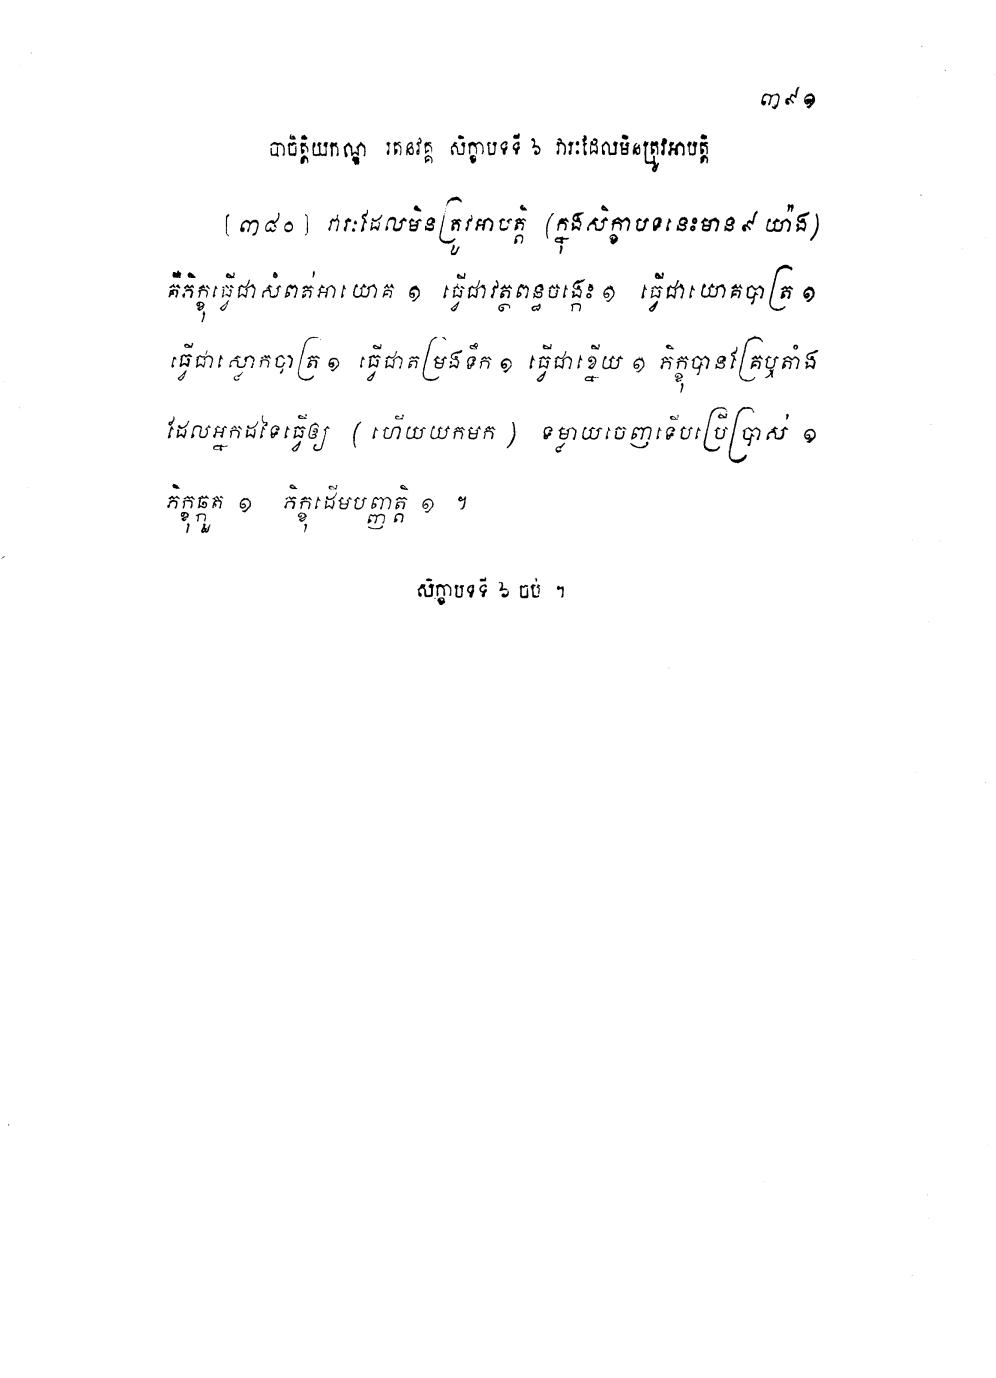 ៣៩១
បាចិត្តិយកណ្ឌ រតនវគ្គ សិក្ខាបទទី ៦ វារៈដែលមិនត្រូវអាបត្តិ
[៣៤០] វារៈដែលមិនត្រូវអាបត្តិ (ក្នុងសិក្ខាបទនេះមាន ៩ យ៉ាង)
គឺភិក្ខុធ្វើជាសំពត់អាយោគ ១ ធ្វើជាវត្ថពន្ធចង្កេះ ១ ធ្វើជាយោគបាត្រ ១
ធ្វើជាស្លោកបាត្រ ១ ធ្វើជាតម្រងទឹក ១ ធ្វើជាខ្នើយ ១ ភិក្ខុបានគ្រែឬតាំង
ដែលអ្នកដទៃធ្វើឲ្យ (ហើយយកមក) ទម្លាយចេញទើបប្រើប្រាស់ ១
ភិក្ខុឆ្កួត ១ ភិក្ខុដើមបញ្ញត្តិ ១ ។
សិក្ខាបទទី ៦ ចប់ ។